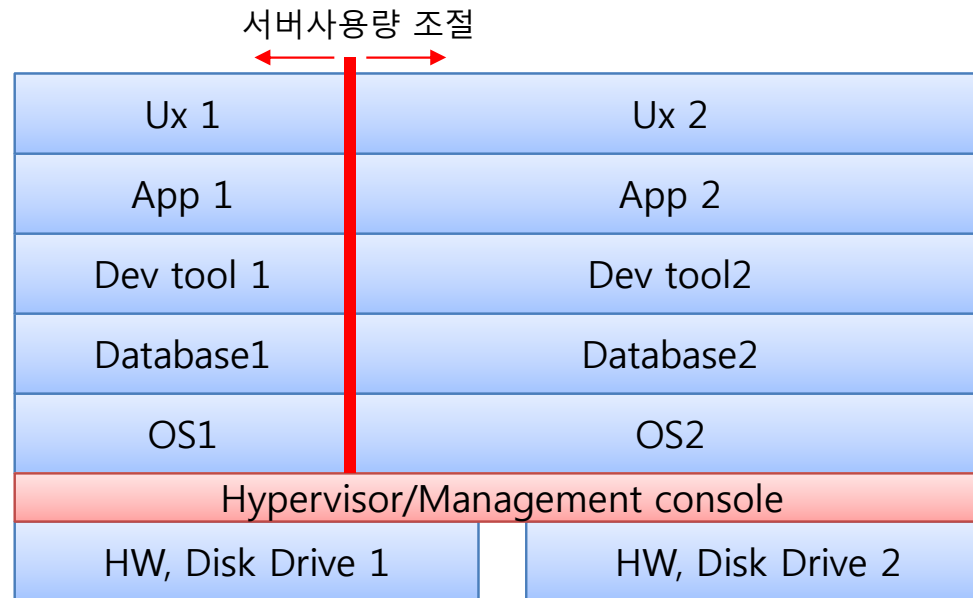 서버사용량 조절
Ux 1
Ux 2
App 1
App 2
Dev tool 1
Dev tool2
Database1
Database2
OS1
OS2
Hypervisor/Management console
HW, Disk Drive 1
HW, Disk Drive 2